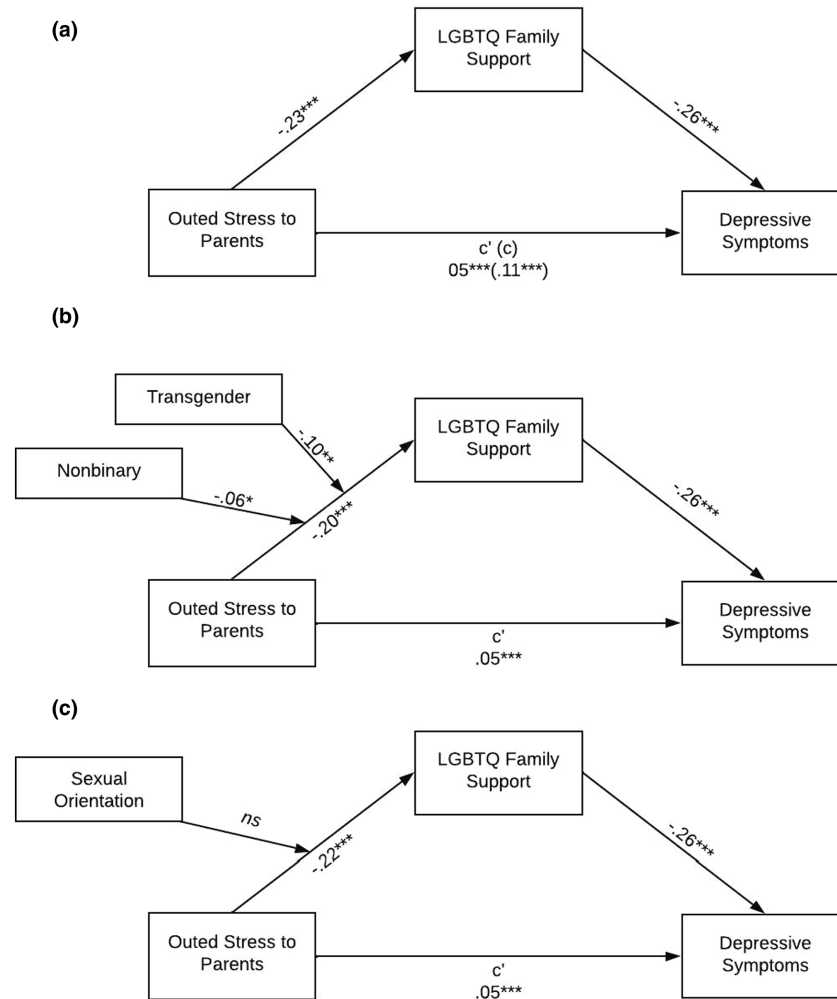 (a)
LGBTQ Family
Support
-.23***
-.26***
Outed Stress to
Parents
c' (c)
05***(.11***)
Depressive
Symptoms
(b)
Transgender
Nonbinary
-.10**
-.06*
-.20***
LGBTQ Family
Support
-.26***
Outed Stress to
Parents
c'
.05***
Depressive
Symptoms
(c)
Sexual
Orientation
ns
-.22***
LGBTQ Family
Support
-.26***
Outed Stress to
Parents
c'
.05***
Depressive
Symptoms